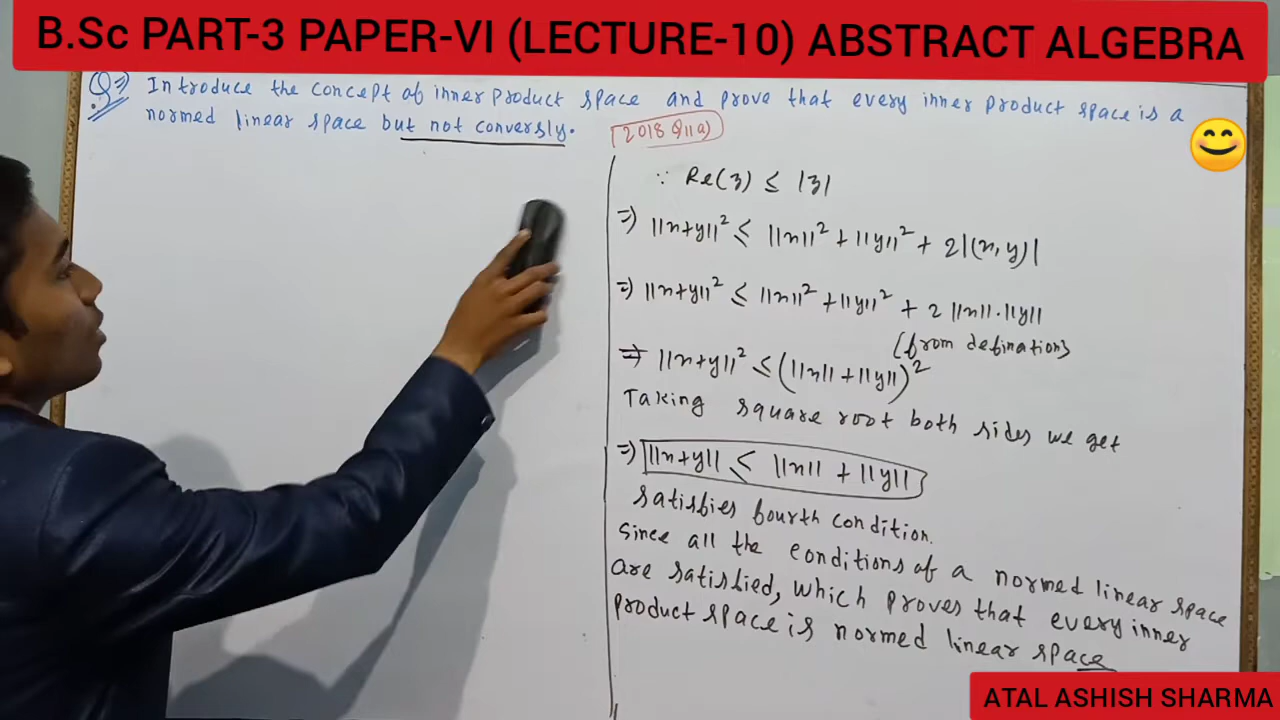 B.Sc PART-3 PAPER-VI (LECTURE-10) ABSTRACT ALGEBRA
Q⇒ Introduce the concept of inner product space and prove that every inner product space is a
normed linear space but not conversly.
2018 Q11a)
∵ Re(z) ≤ |z|
⇒ ||x+y||² ≤ ||x||² + ||y||² + 2|(x,y)|
⇒ ||x+y||² ≤ ||x||² + ||y||² + 2 ||x||.||y||
(from defination)
⇒ ||x+y||² ≤ (||x|| + ||y||)²
Taking square root both sides we get
⇒ ||x+y|| ≤ ||x|| + ||y||
satisfies fourth condition.
Since all the conditions of a normed linear space
are satisfied, which proves that every inner
product space is normed linear space
ATAL ASHISH SHARMA